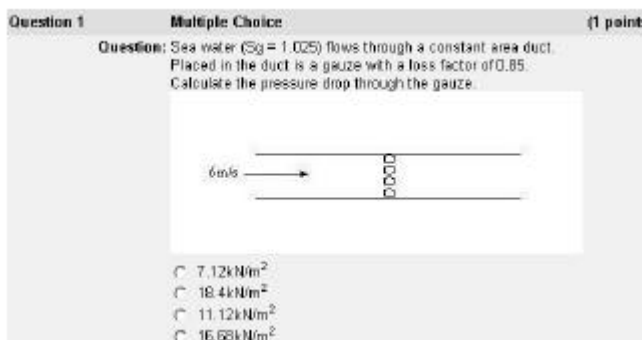 Question 1 Multiple Choice (1 point
Question: Sea water (Sg = 1.025) flows through a constant area duct.
Placed in the duct is a gauze with a loss factor of 0.85.
Calculate the pressure drop through the gauze.
6m/s
7.12kN/m²
18.4kN/m²
11.12kN/m²
16.68kN/m²